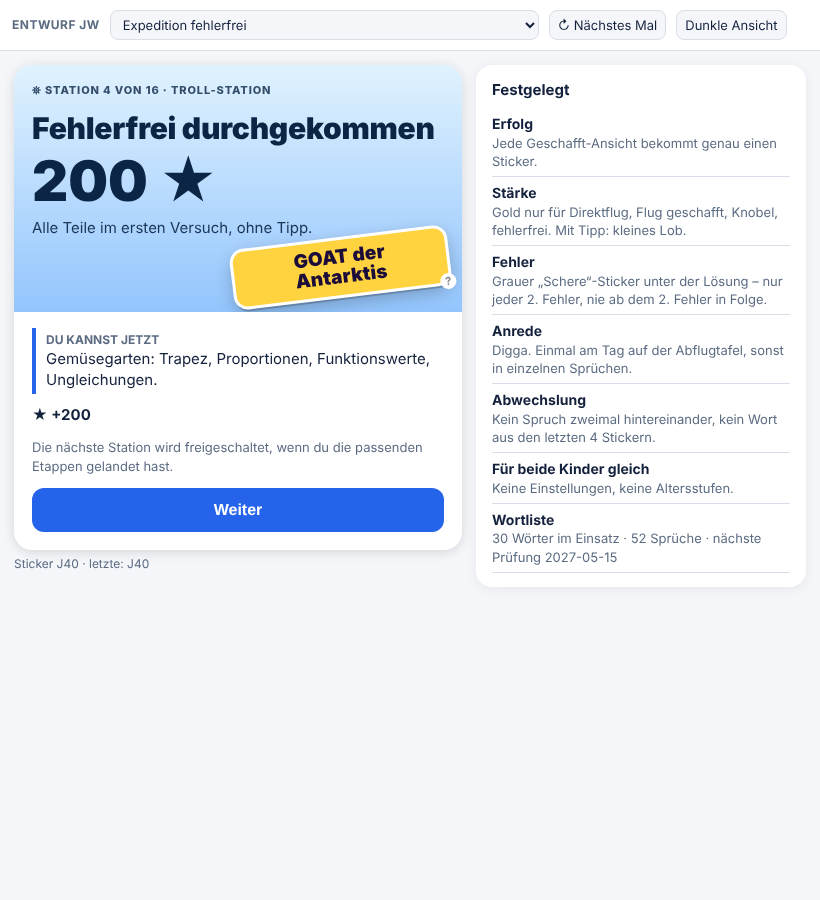 ENTWURF JW
Expedition fehlerfrei
↻ Nächstes Mal
Dunkle Ansicht
❄ STATION 4 VON 16 · TROLL-STATION
Fehlerfrei durchgekommen
200 ★
Alle Teile im ersten Versuch, ohne Tipp.
GOAT der
Antarktis
?
DU KANNST JETZT
Gemüsegarten: Trapez, Proportionen, Funktionswerte,
Ungleichungen.
★ +200
Die nächste Station wird freigeschaltet, wenn du die passenden
Etappen gelandet hast.
Weiter
Sticker J40 · letzte: J40
Festgelegt
Erfolg
Jede Geschafft-Ansicht bekommt genau einen
Sticker.
Stärke
Gold nur für Direktflug, Flug geschafft, Knobel,
fehlerfrei. Mit Tipp: kleines Lob.
Fehler
Grauer „Schere“-Sticker unter der Lösung – nur
jeder 2. Fehler, nie ab dem 2. Fehler in Folge.
Anrede
Digga. Einmal am Tag auf der Abflugtafel, sonst
in einzelnen Sprüchen.
Abwechslung
Kein Spruch zweimal hintereinander, kein Wort
aus den letzten 4 Stickern.
Für beide Kinder gleich
Keine Einstellungen, keine Altersstufen.
Wortliste
30 Wörter im Einsatz · 52 Sprüche · nächste
Prüfung 2027-05-15